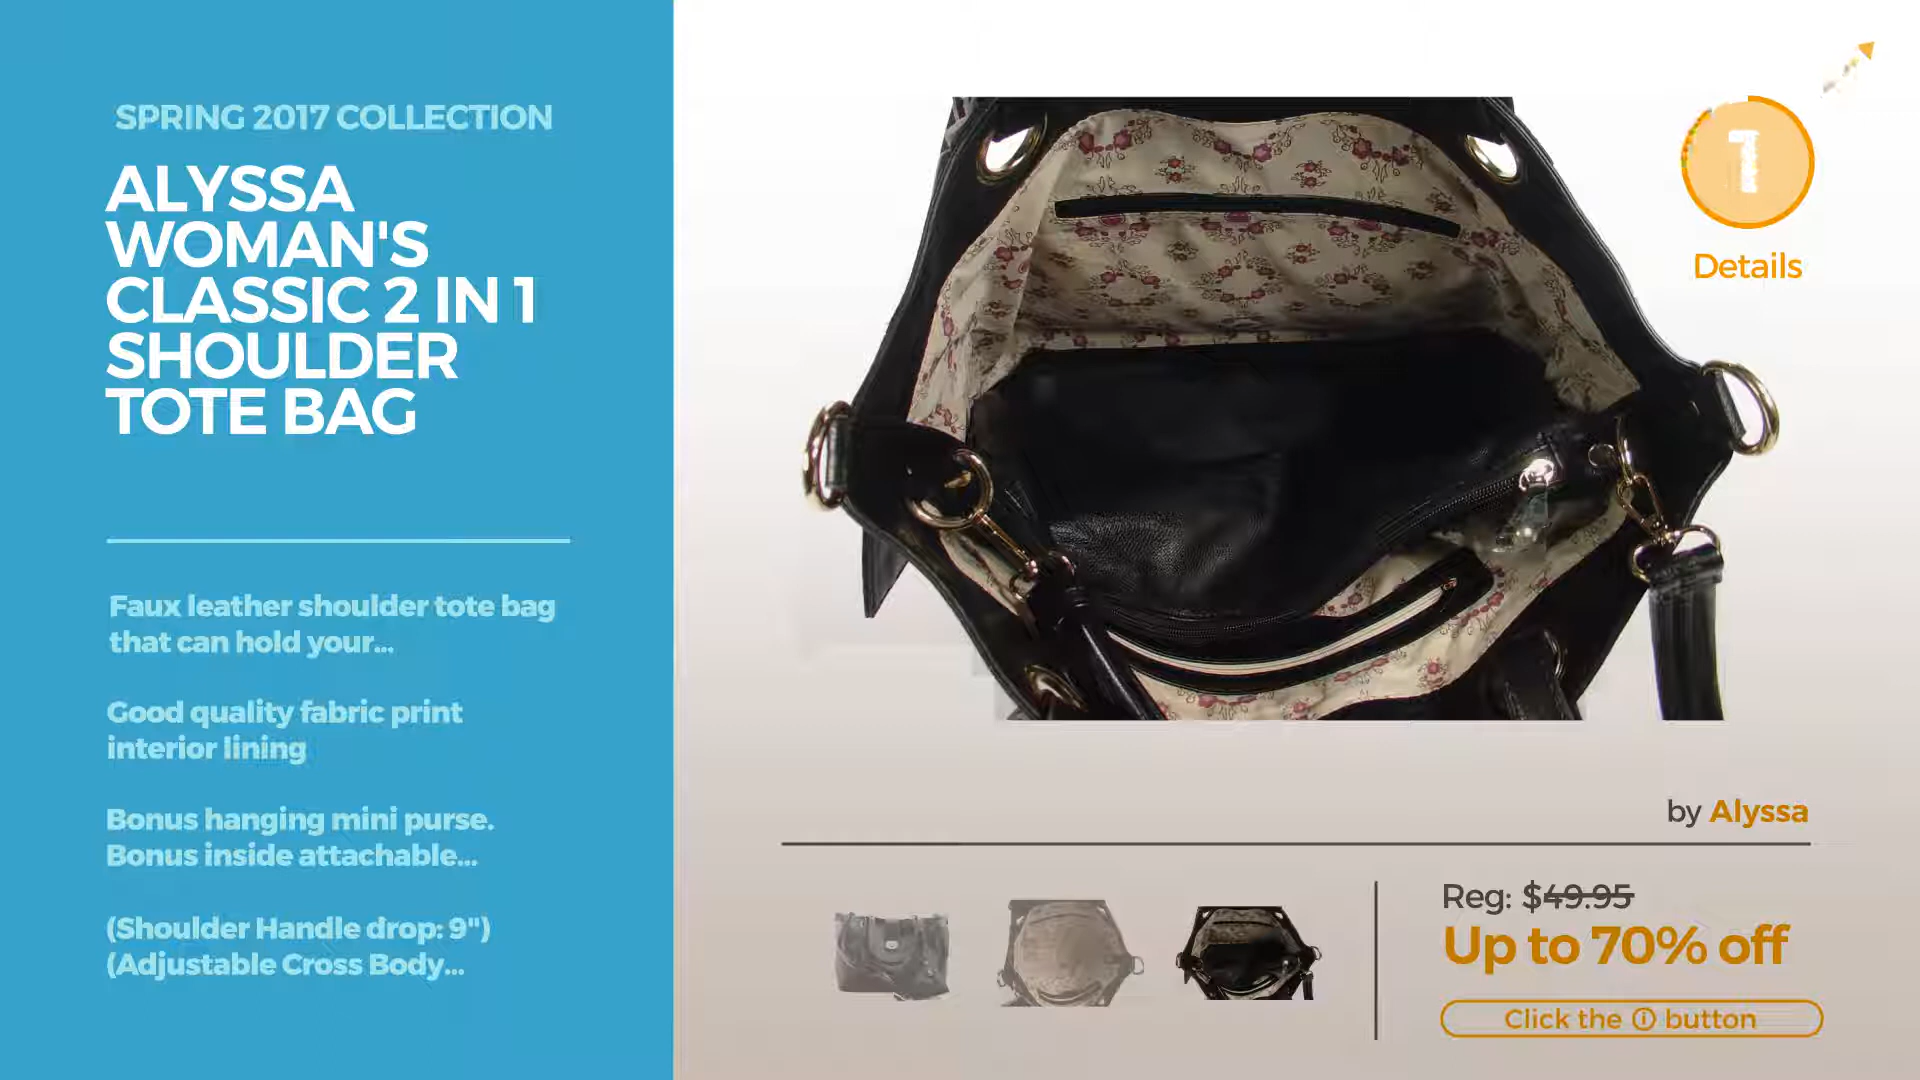 SPRING 2017 COLLECTION
ALYSSA
WOMAN'S
CLASSIC 2 IN 1
SHOULDER
TOTE BAG
Faux leather shoulder tote bag
that can hold your...
Good quality fabric print
interior lining
Bonus hanging mini purse.
Bonus inside attachable...
(Shoulder Handle drop: 9")
(Adjustable Cross Body...
1
Details
by Alyssa
Reg: $49.95
Up to 70% off
Click the ⓘ button